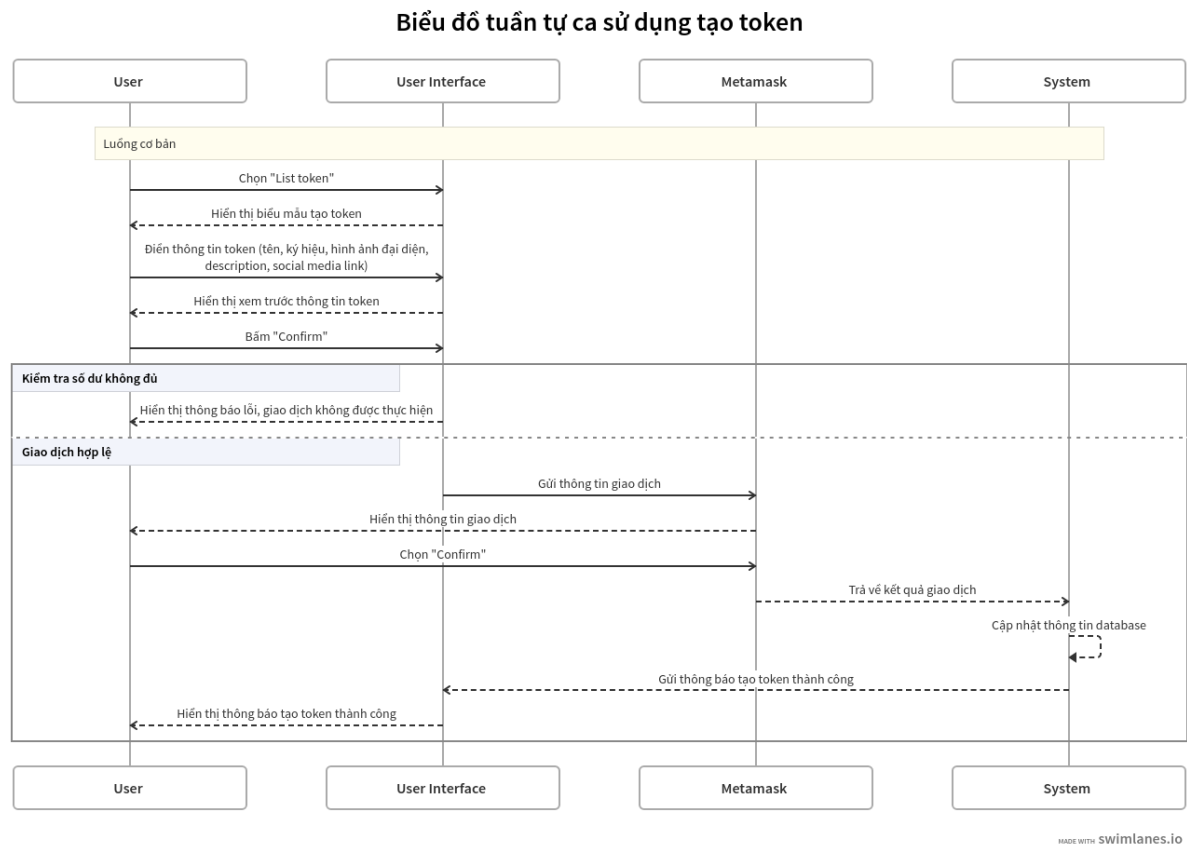 Biểu đồ tuần tự ca sử dụng tạo token
User
User Interface
Metamask
System
Luồng cơ bản
Chọn "List token"
Hiển thị biểu mẫu tạo token
Điền thông tin token (tên, ký hiệu, hình ảnh đại diện,
description, social media link)
Hiển thị xem trước thông tin token
Bấm "Confirm"
Kiểm tra số dư không đủ
Hiển thị thông báo lỗi, giao dịch không được thực hiện
Giao dịch hợp lệ
Gửi thông tin giao dịch
Hiển thị thông tin giao dịch
Chọn "Confirm"
Trả về kết quả giao dịch
Cập nhật thông tin database
Gửi thông báo tạo token thành công
Hiển thị thông báo tạo token thành công
User
User Interface
Metamask
System
MADE WITH swimlanes.io